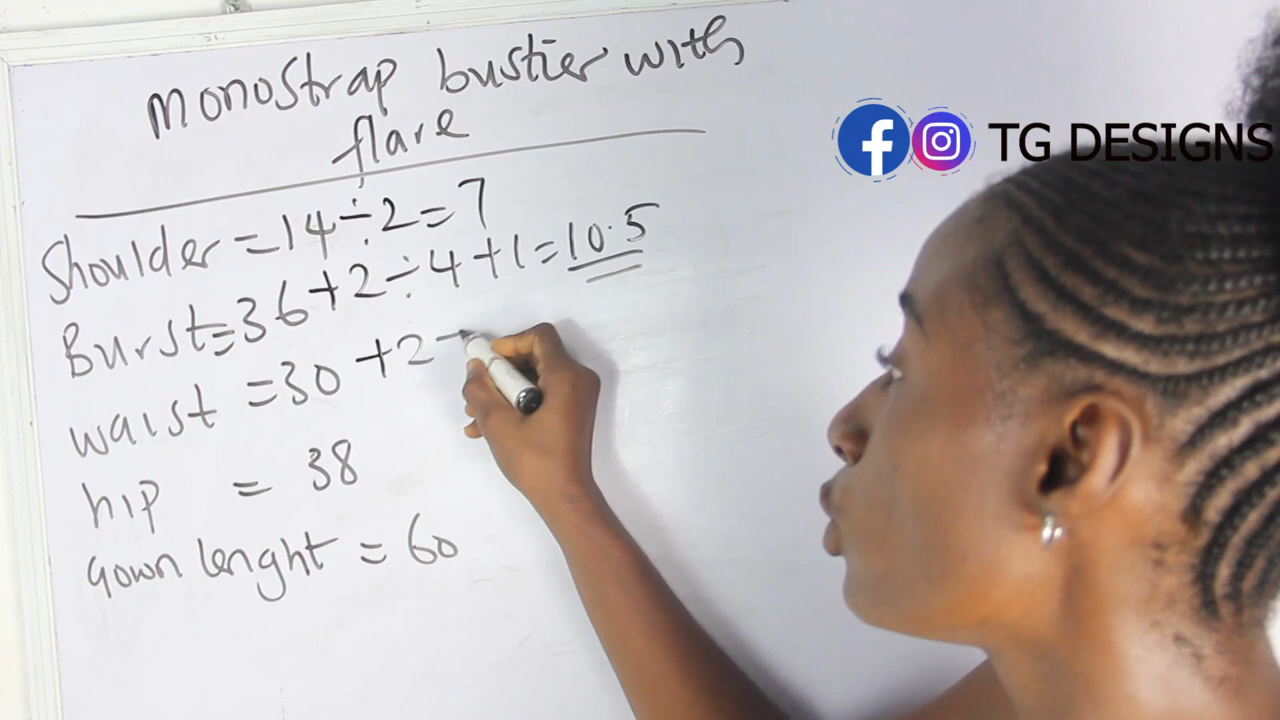 monostrap bustier with
flare
TG DESIGNS
Shoulder = 14 ÷ 2 = 7
Burst = 36 + 2 ÷ 4 + 1 = 10.5
waist = 30 + 2 -
hip = 38
gown lenght = 60